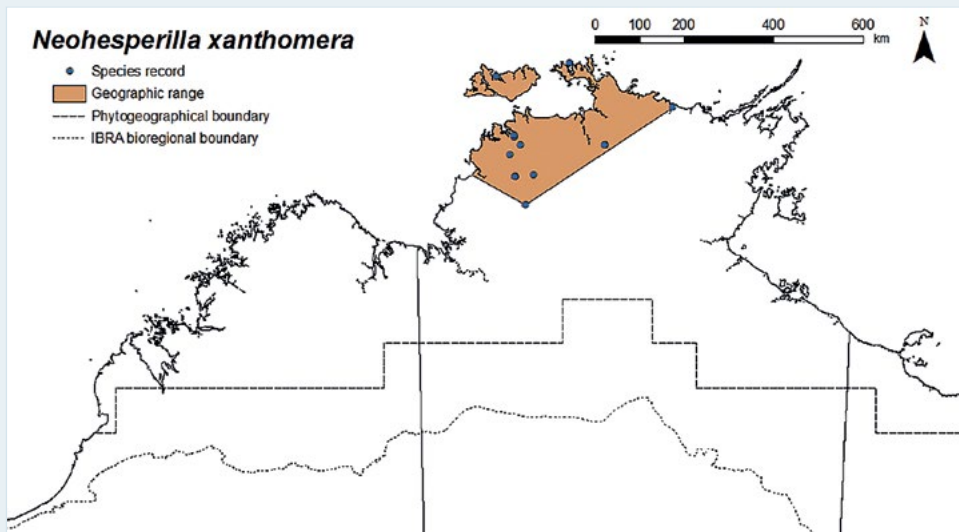 Neohesperilla xanthomera
Species record
Geographic range
Phytogeographical boundary
IBRA bioregional boundary
0 100 200 400 600
km
N